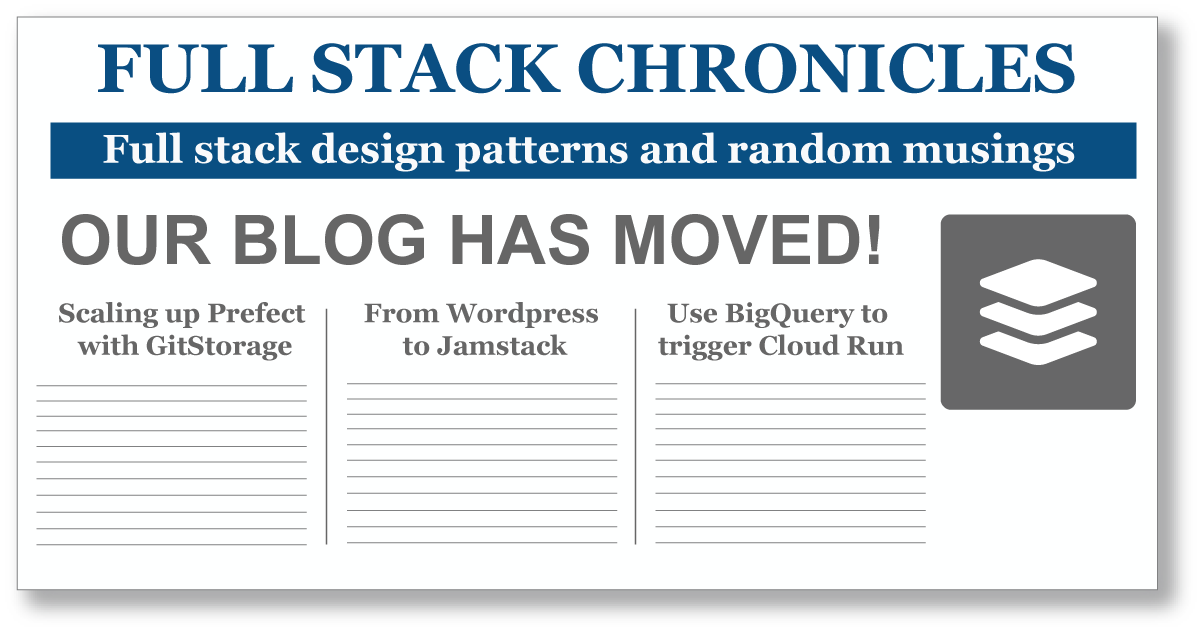 FULL STACK CHRONICLES
Full stack design patterns and random musings
OUR BLOG HAS MOVED!
Scaling up Prefect
with GitStorage
From Wordpress
to Jamstack
Use BigQuery to
trigger Cloud Run